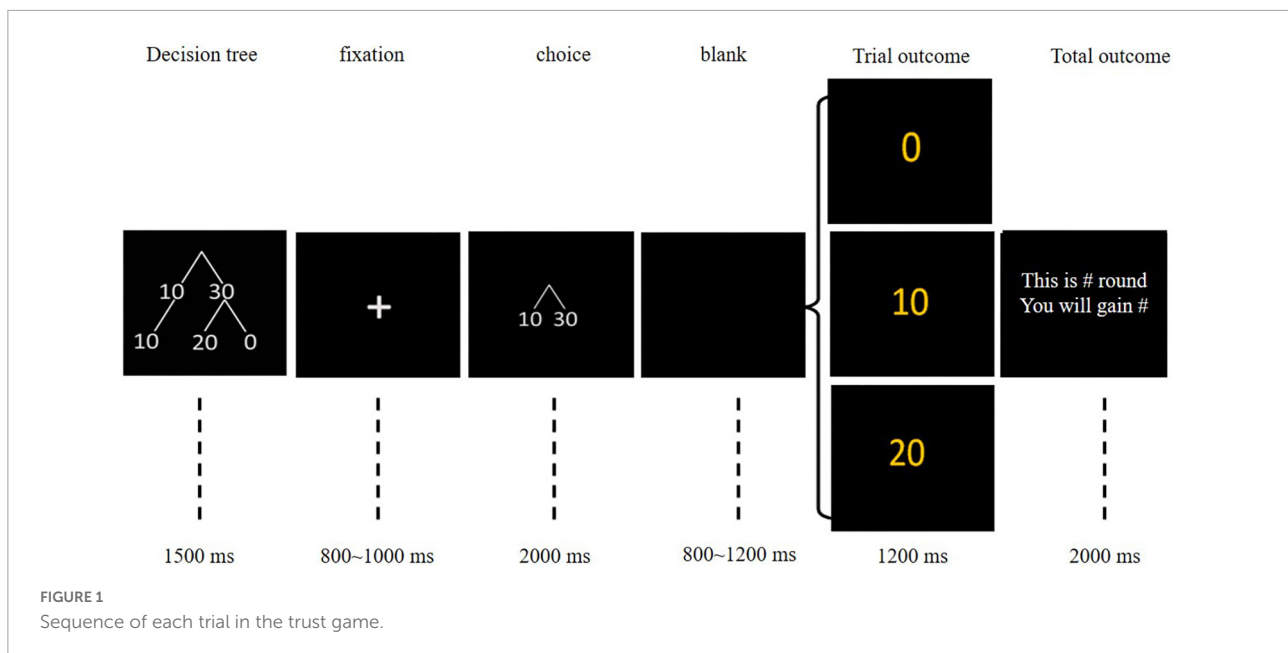 Decision tree fixation choice blank Trial outcome Total outcome
10 30
10 20 0
+
10 30
0
10
20
This is # round
You will gain #
1500 ms 800~1000 ms 2000 ms 800~1200 ms 1200 ms 2000 ms
FIGURE 1
Sequence of each trial in the trust game.